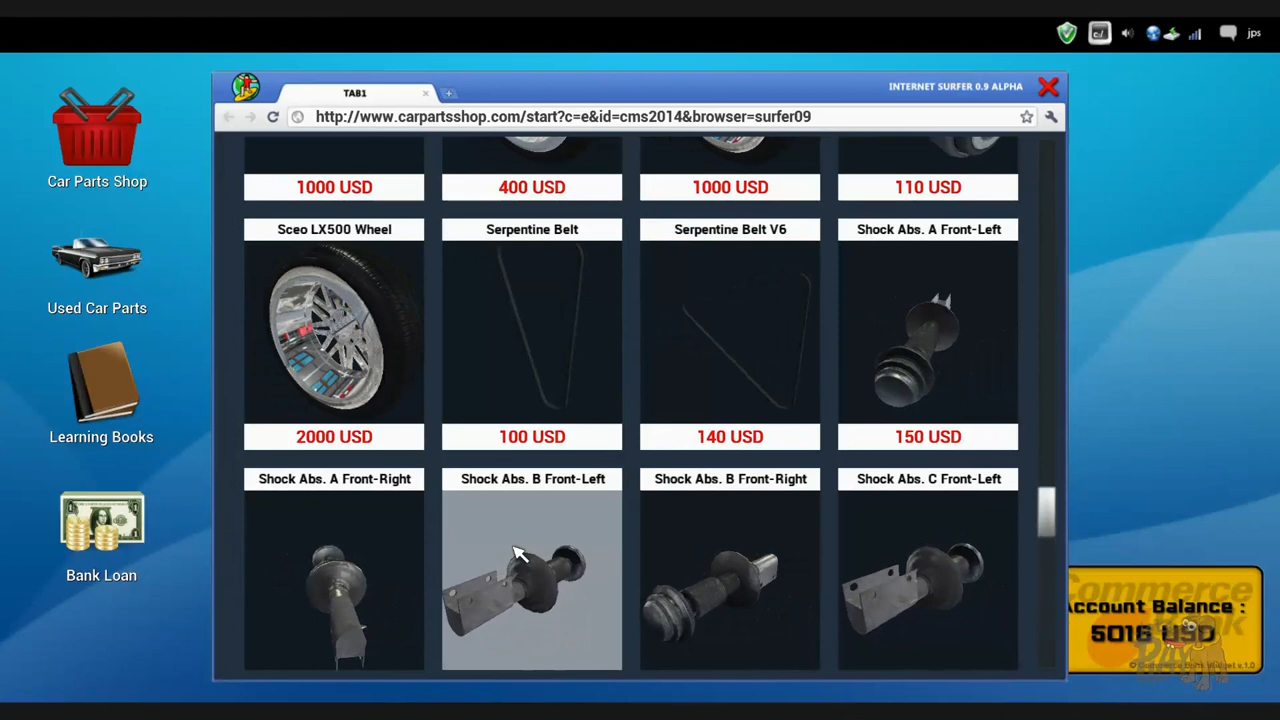 jps
INTERNET SURFER 0.9 ALPHA
TAB1
http://www.carpartsshop.com/start?c=e&id=cms2014&browser=surfer09
Car Parts Shop
Used Car Parts
Learning Books
Bank Loan
1000 USD
400 USD
1000 USD
110 USD
Sceo LX500 Wheel
Serpentine Belt
Serpentine Belt V6
Shock Abs. A Front-Left
2000 USD
100 USD
140 USD
150 USD
Shock Abs. A Front-Right
Shock Abs. B Front-Left
Shock Abs. B Front-Right
Shock Abs. C Front-Left
Account Balance :
5016 USD